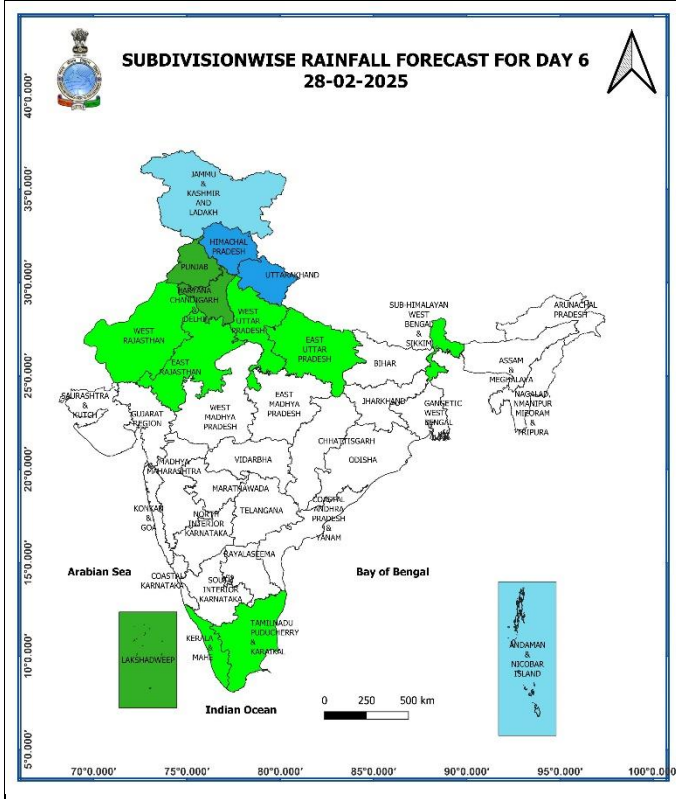 SUBDIVISIONWISE RAINFALL FORECAST FOR DAY 6
28-02-2025
40°0.000'
35°0.000'
30°0.000'
25°0.000'
20°0.000'
15°0.000'
10°0.000'
5°0.000'
JAMMU
&
KASHMIR
AND
LADAKH
HIMACHAL
PRADESH
PUNJAB
UTTARAKHAND
HARYANA
CHANDIGARH
&
DELHI
WEST
UTTAR
PRADESH
WEST
RAJASTHAN
EAST
RAJASTHAN
EAST
UTTAR
PRADESH
SUB-HIMALAYAN
WEST
BENGAL
&
SIKKIM
ARUNACHAL
PRADESH
BIHAR
ASSAM
&
MEGHALAYA
NAGALAD,
NMANIPUR
MIZORAM
&
TRIPURA
SAURASHTRA
&
KUTCH
GUJARAT
REGION
WEST
MADHYA
PRADESH
EAST
MADHYA
PRADESH
JHARKHAND
GANGETIC
WEST
BENGAL
CHHATTISGARH
ODISHA
MADHYA
MAHARASHTRA
VIDARBHA
MARATHAWADA
KONKAN
&
GOA
NORTH
INTERIOR
KARNATAKA
TELANGANA
COASTAL
ANDHRA
PRADESH
&
YANAM
RAYALASEEMA
Arabian Sea
Bay of Bengal
COASTAL
KARNATAKA
SOUTH
INTERIOR
KARNATAKA
LAKSHADWEEP
KERALA
&
MAHE
TAMILNADU
PUDUCHERRY
&
KARAIKAL
ANDAMAN
&
NICOBAR
ISLAND
Indian Ocean
0 250 500 km
70°0.000' 75°0.000' 80°0.000' 85°0.000' 90°0.000' 95°0.000' 100°0.000'